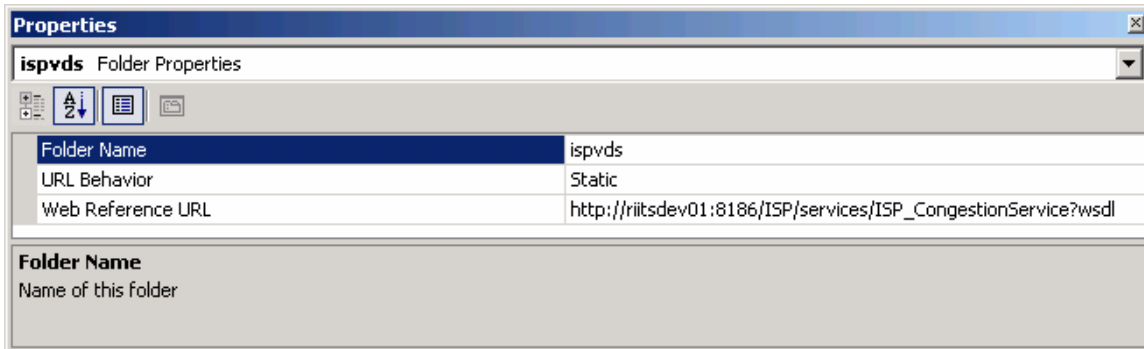 Properties
ispvds Folder Properties
Folder Name ispvds
URL Behavior Static
Web Reference URL http://riitsdev01:8186/ISP/services/ISP_CongestionService?wsdl
Folder Name
Name of this folder